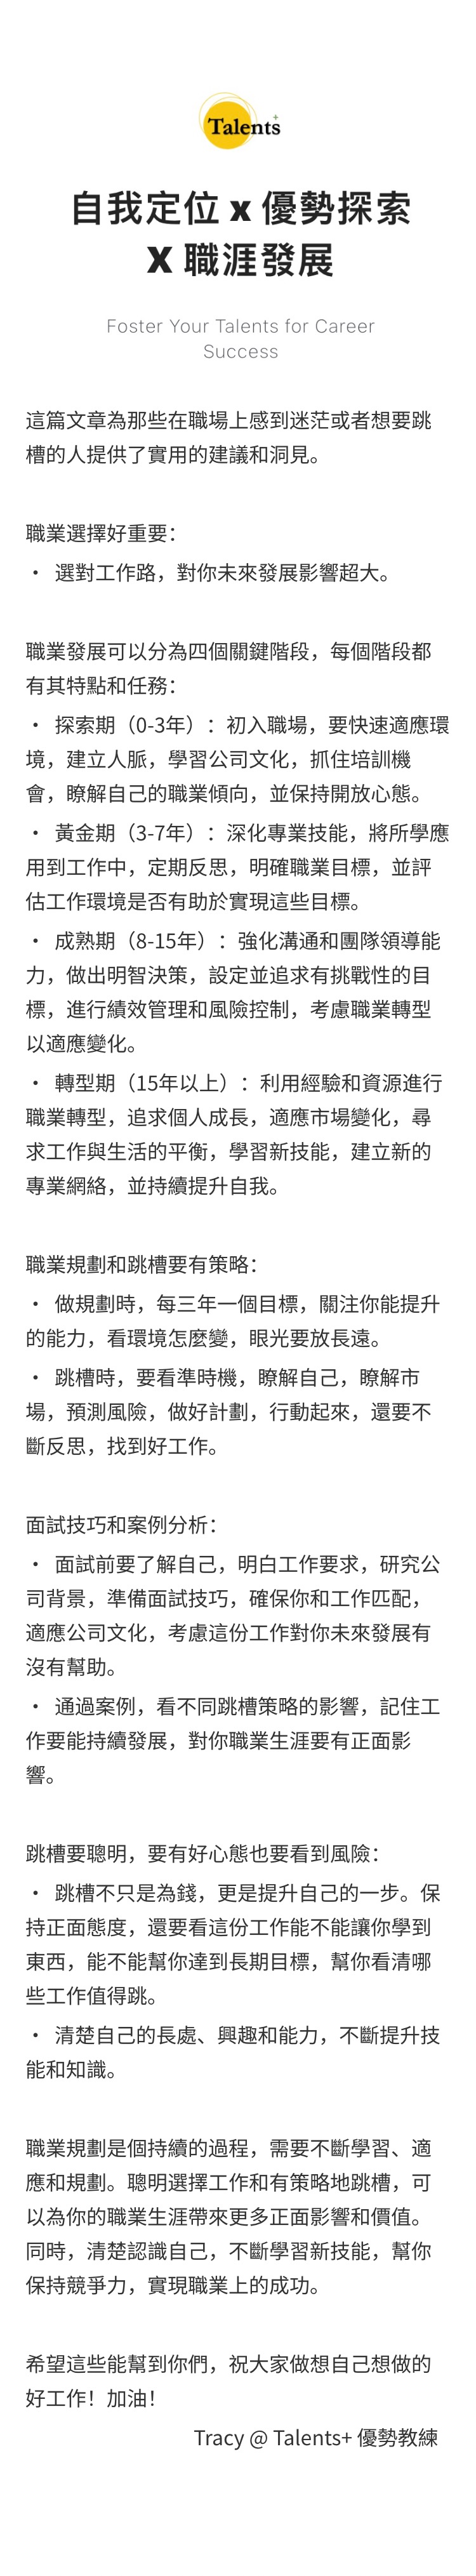 Talents+
自我定位 x 優勢探索
X 職涯發展
Foster Your Talents for Career
Success
這篇文章為那些在職場上感到迷茫或者想要跳
槽的人提供了實用的建議和洞見。
職業選擇好重要：
• 選對工作路，對你未來發展影響超大。
職業發展可以分為四個關鍵階段，每個階段都
有其特點和任務：
• 探索期（0-3年）：初入職場，要快速適應環
境，建立人脈，學習公司文化，抓住培訓機
會，瞭解自己的職業傾向，並保持開放心態。
• 黃金期（3-7年）：深化專業技能，將所學應
用到工作中，定期反思，明確職業目標，並評
估工作環境是否有助於實現這些目標。
• 成熟期（8-15年）：強化溝通和團隊領導能
力，做出明智決策，設定並追求有挑戰性的目
標，進行績效管理和風險控制，考慮職業轉型
以適應變化。
• 轉型期（15年以上）：利用經驗和資源進行
職業轉型，追求個人成長，適應市場變化，尋
求工作與生活的平衡，學習新技能，建立新的
專業網絡，並持續提升自我。
職業規劃和跳槽要有策略：
• 做規劃時，每三年一個目標，關注你能提升
的能力，看環境怎麼變，眼光要放長遠。
• 跳槽時，要看準時機，瞭解自己，瞭解市
場，預測風險，做好計劃，行動起來，還要不
斷反思，找到好工作。
面試技巧和案例分析：
• 面試前要了解自己，明白工作要求，研究公
司背景，準備面試技巧，確保你和工作匹配，
適應公司文化，考慮這份工作對你未來發展有
沒有幫助。
• 通過案例，看不同跳槽策略的影響，記住工
作要能持續發展，對你職業生涯要有正面影
響。
跳槽要聰明，要有好心態也要看到風險：
• 跳槽不只是為錢，更是提升自己的一步。保
持正面態度，還要看這份工作能不能讓你學到
東西，能不能幫你達到長期目標，幫你看清哪
些工作值得跳。
• 清楚自己的長處、興趣和能力，不斷提升技
能和知識。
職業規劃是個持續的過程，需要不斷學習、適
應和規劃。聰明選擇工作和有策略地跳槽，可
以為你的職業生涯帶來更多正面影響和價值。
同時，清楚認識自己，不斷學習新技能，幫你
保持競爭力，實現職業上的成功。
希望這些能幫到你們，祝大家做想自己想做的
好工作！加油！
Tracy @ Talents+ 優勢教練